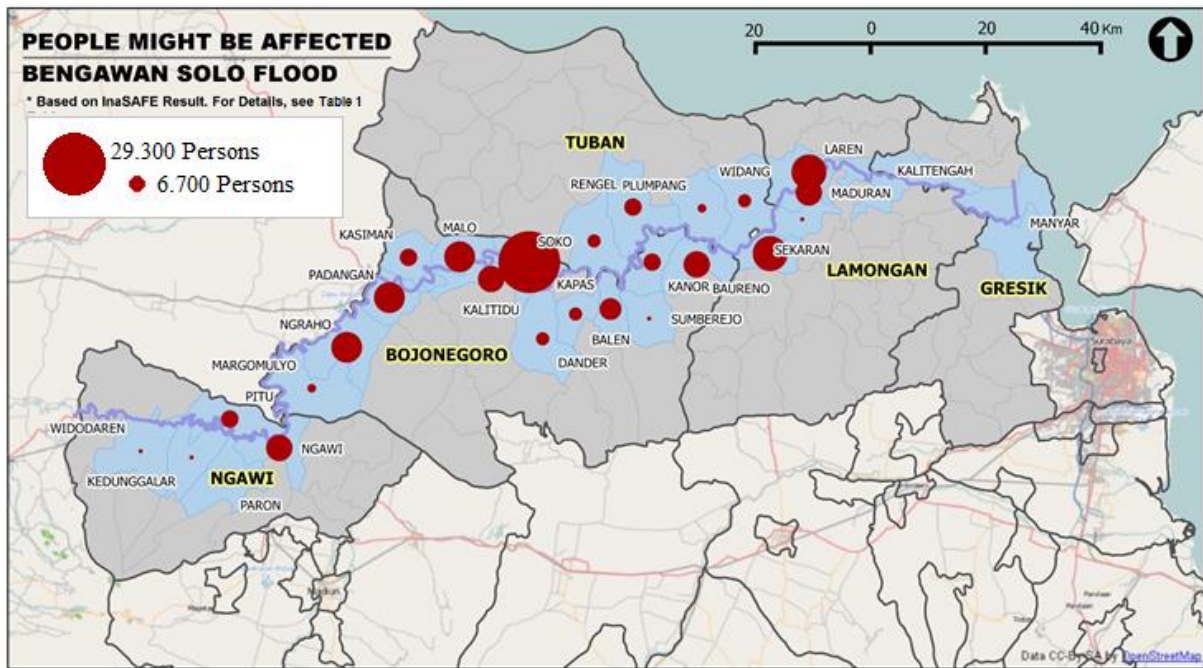 PEOPLE MIGHT BE AFFECTED
BENGAWAN SOLO FLOOD
* Based on InaSAFE Result. For Details, see Table 1
29.300 Persons
6.700 Persons
20 0 20 40 Km
TUBAN
LAREN
RENGEL PLUMPANG
WIDANG
KALITENGAH
MADURAN
KASIMAN
MALO
SOKO
MANYAR
SEKARAN
PADANGAN
KAPAS
LAMONGAN
KANOR BAURENO
GRESIK
KALITIDU
NGRAHO
SUMBEREJO
BALEN
BOJONEGORO
DANDER
MARGOMULYO
Surabaya
PITU
WIDODAREN
NGAWI
KEDUNGGALAR
NGAWI
PARON
Madiun
Data CC-By-SA by OpenStreetMap